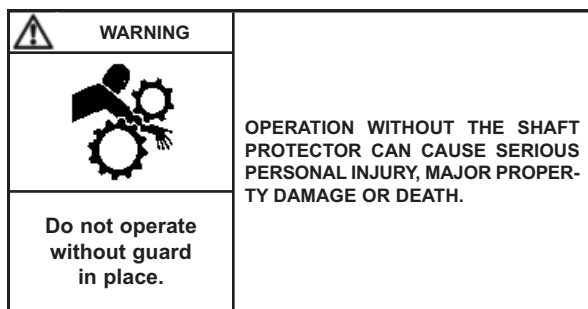 WARNING
Do not operate
without guard
in place.
OPERATION WITHOUT THE SHAFT
PROTECTOR CAN CAUSE SERIOUS
PERSONAL INJURY, MAJOR PROPER-
TY DAMAGE OR DEATH.